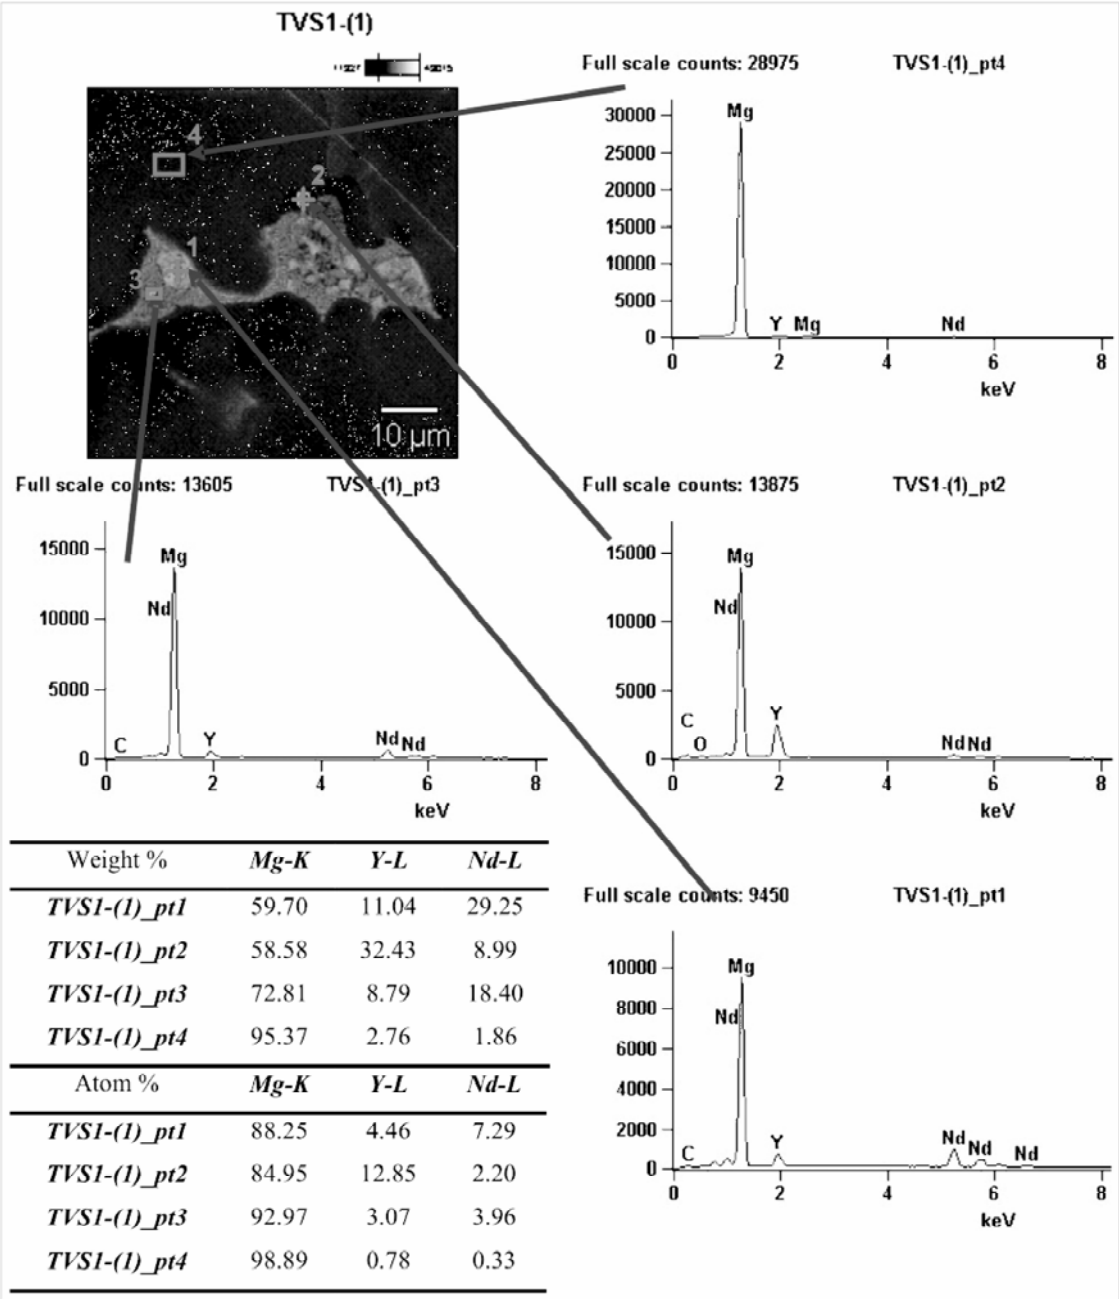 TVS1-(1)
4
2
1
3
10 µm
Full scale counts: 28975 TVS1-(1)_pt4
30000
25000
20000
15000
10000
5000
0
Mg
Y Mg Nd
0 2 4 6 8
keV
Full scale counts: 13605 TVS1-(1)_pt3
15000
10000
5000
0
Mg
Nd
C Y Nd Nd
0 2 4 6 8
keV
Full scale counts: 13875 TVS1-(1)_pt2
15000
10000
5000
0
Mg
Nd
C O Y Nd Nd
0 2 4 6 8
keV
Weight % Mg-K Y-L Nd-L
TVS1-(1)_pt1 59.70 11.04 29.25
TVS1-(1)_pt2 58.58 32.43 8.99
TVS1-(1)_pt3 72.81 8.79 18.40
TVS1-(1)_pt4 95.37 2.76 1.86
Atom % Mg-K Y-L Nd-L
TVS1-(1)_pt1 88.25 4.46 7.29
TVS1-(1)_pt2 84.95 12.85 2.20
TVS1-(1)_pt3 92.97 3.07 3.96
TVS1-(1)_pt4 98.89 0.78 0.33
Full scale counts: 9450 TVS1-(1)_pt1
10000
8000
6000
4000
2000
0
Mg
Nd
C Y Nd Nd Nd
0 2 4 6 8
keV